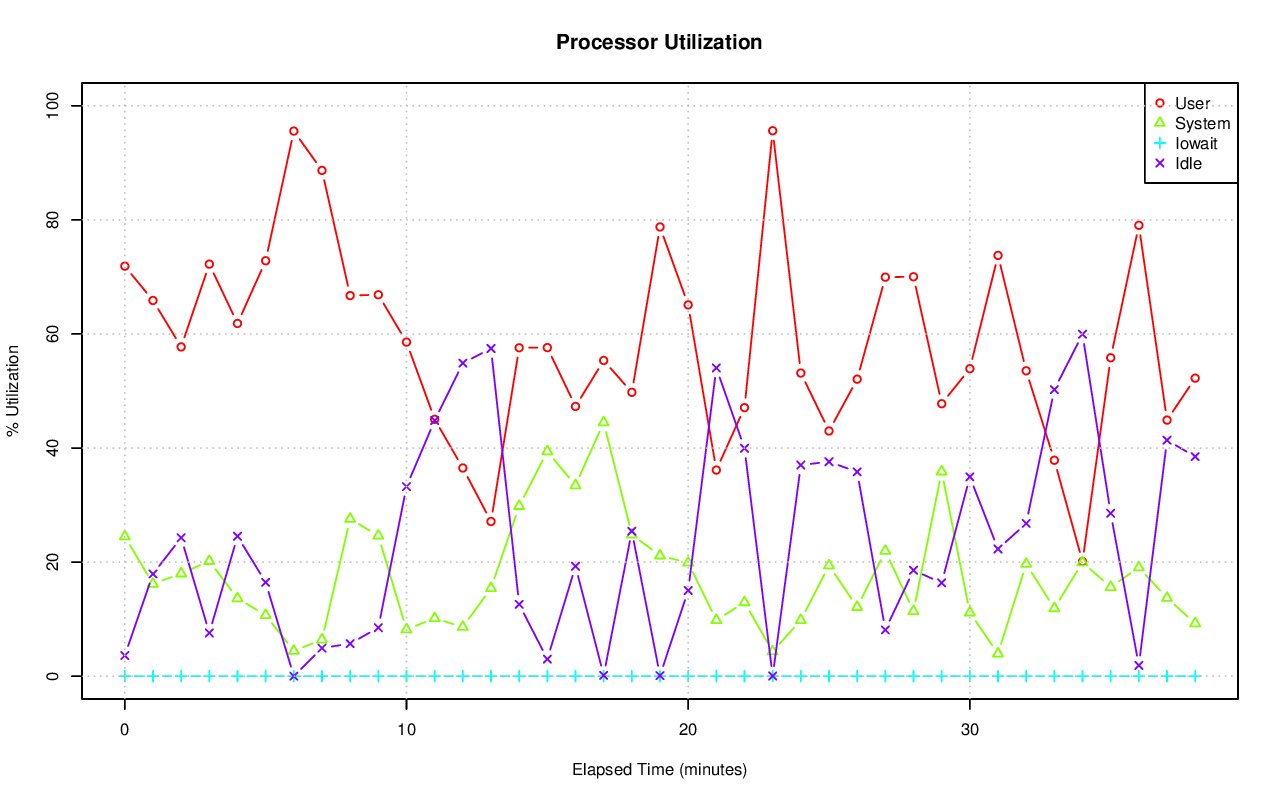 Processor Utilization
% Utilization
100
80
60
40
20
0
User
System
Iowait
Idle
0 10 20 30
Elapsed Time (minutes)